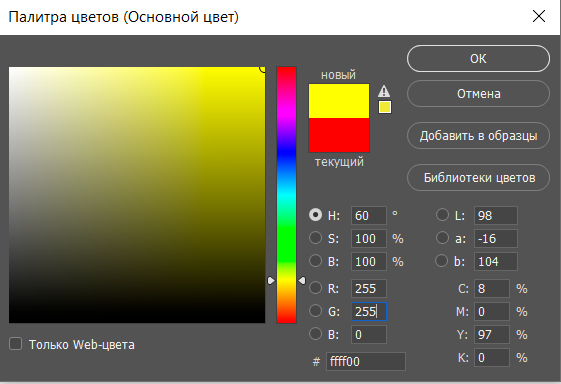 Палитра цветов (Основной цвет)
новый
текущий
ОК
Отмена
Добавить в образцы
Библиотеки цветов
H: 60 °
S: 100 %
B: 100 %
R: 255
G: 255
B: 0
# ffff00
L: 98
a: -16
b: 104
C: 8 %
M: 0 %
Y: 97 %
K: 0 %
Только Web-цвета